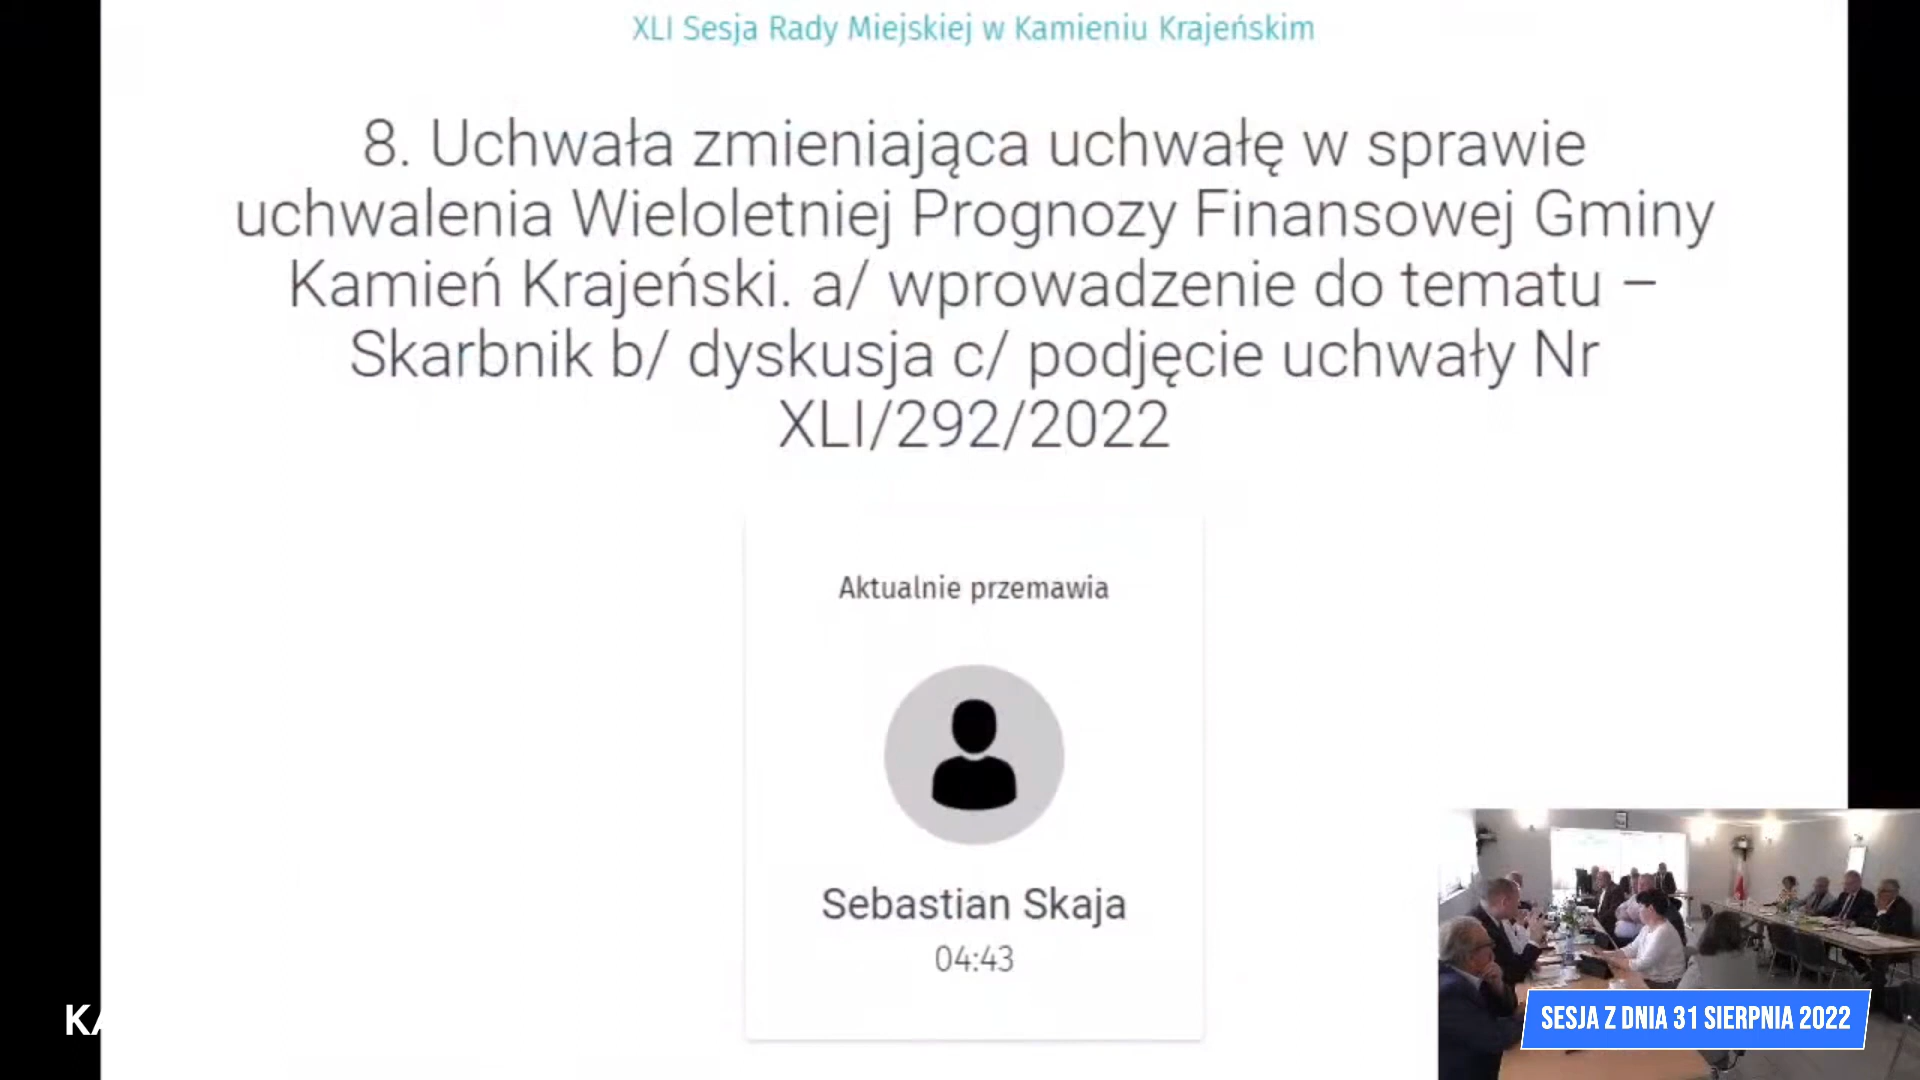 XLI Sesja Rady Miejskiej w Kamieniu Krajeńskim
8. Uchwała zmieniająca uchwałę w sprawie
uchwalenia Wieloletniej Prognozy Finansowej Gminy
Kamień Krajeński. a/ wprowadzenie do tematu –
Skarbnik b/ dyskusja c/ podjęcie uchwały Nr
XLI/292/2022
Aktualnie przemawia
Sebastian Skaja
04:43
SESJA Z DNIA 31 SIERPNIA 2022